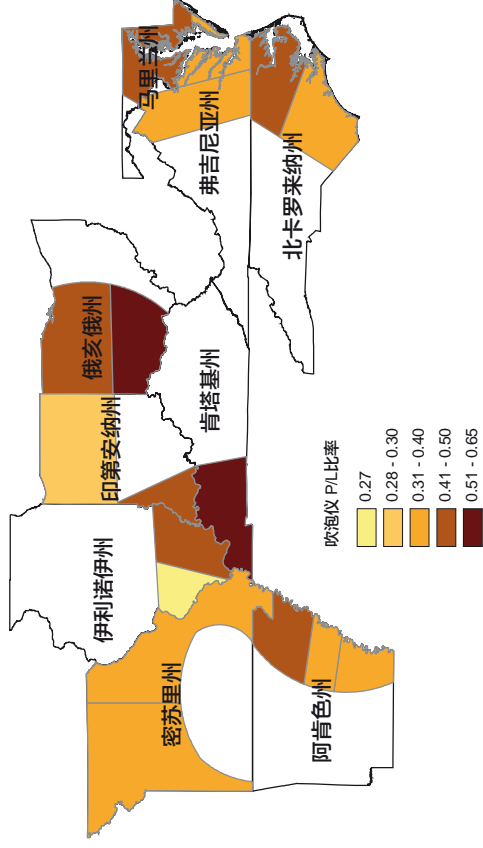 马里兰州
弗吉尼亚州
北卡罗来纳州
俄亥俄州
印第安纳州
肯塔基州
伊利诺伊州
密苏里州
阿肯色州
吹泡仪 P/L比率
0.27
0.28 - 0.30
0.31 - 0.40
0.41 - 0.50
0.51 - 0.65